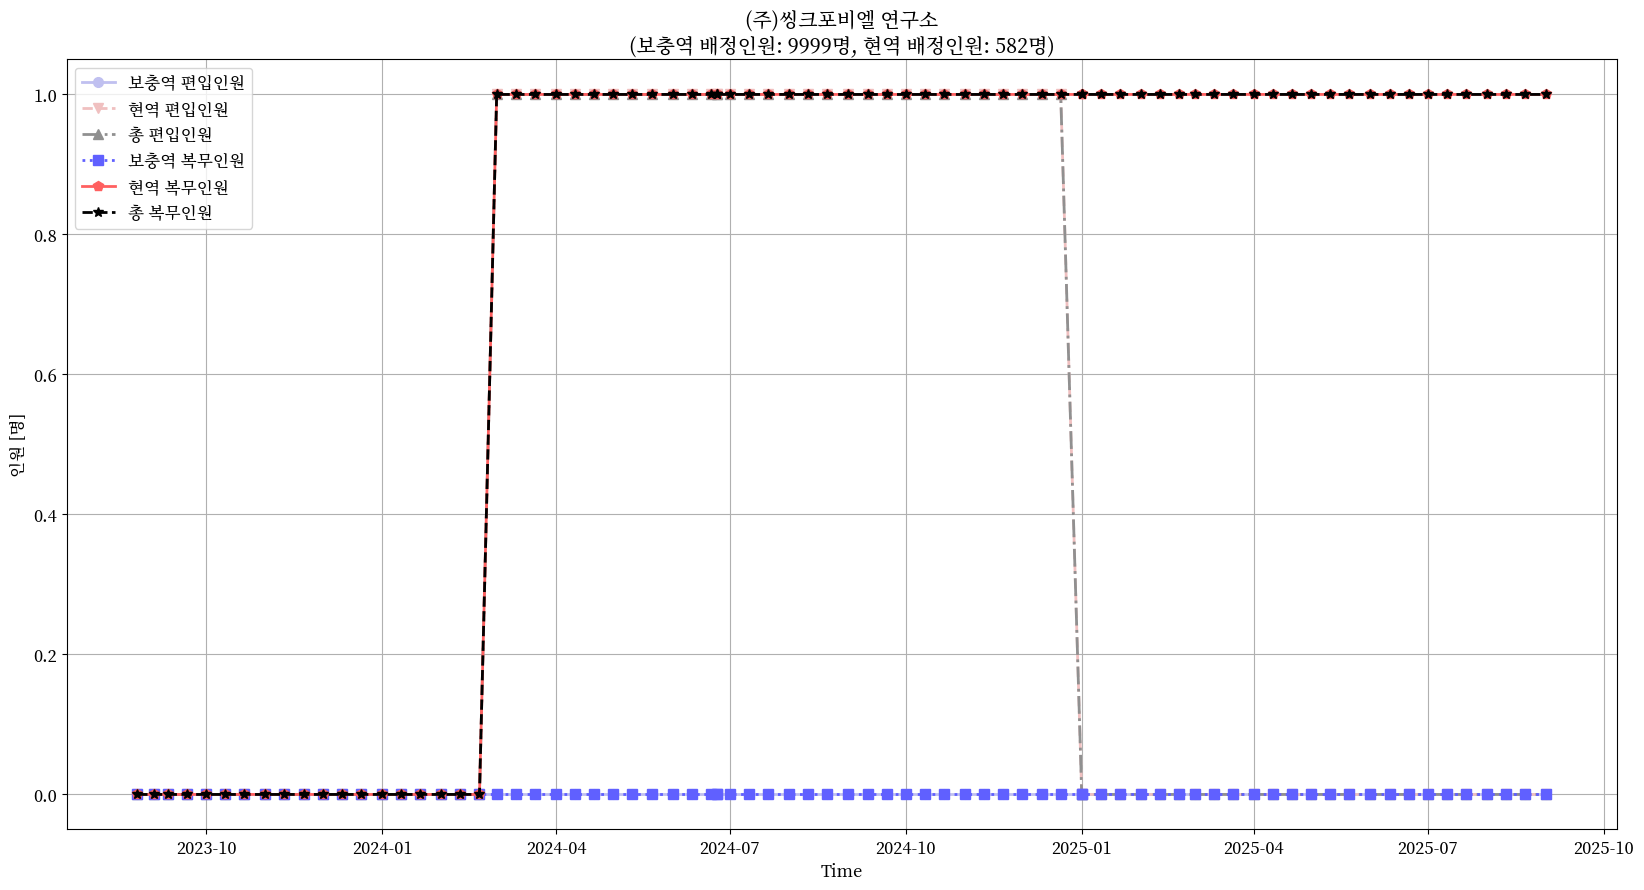 (주)씽크포비엘 연구소
(보충역 배정인원: 9999명, 현역 배정인원: 582명)
보충역 편입인원
현역 편입인원
총 편입인원
보충역 복무인원
현역 복무인원
총 복무인원
1.0
0.8
0.6
0.4
0.2
0.0
인원 [명]
2023-10
2024-01
2024-04
2024-07
2024-10
2025-01
2025-04
2025-07
2025-10
Time